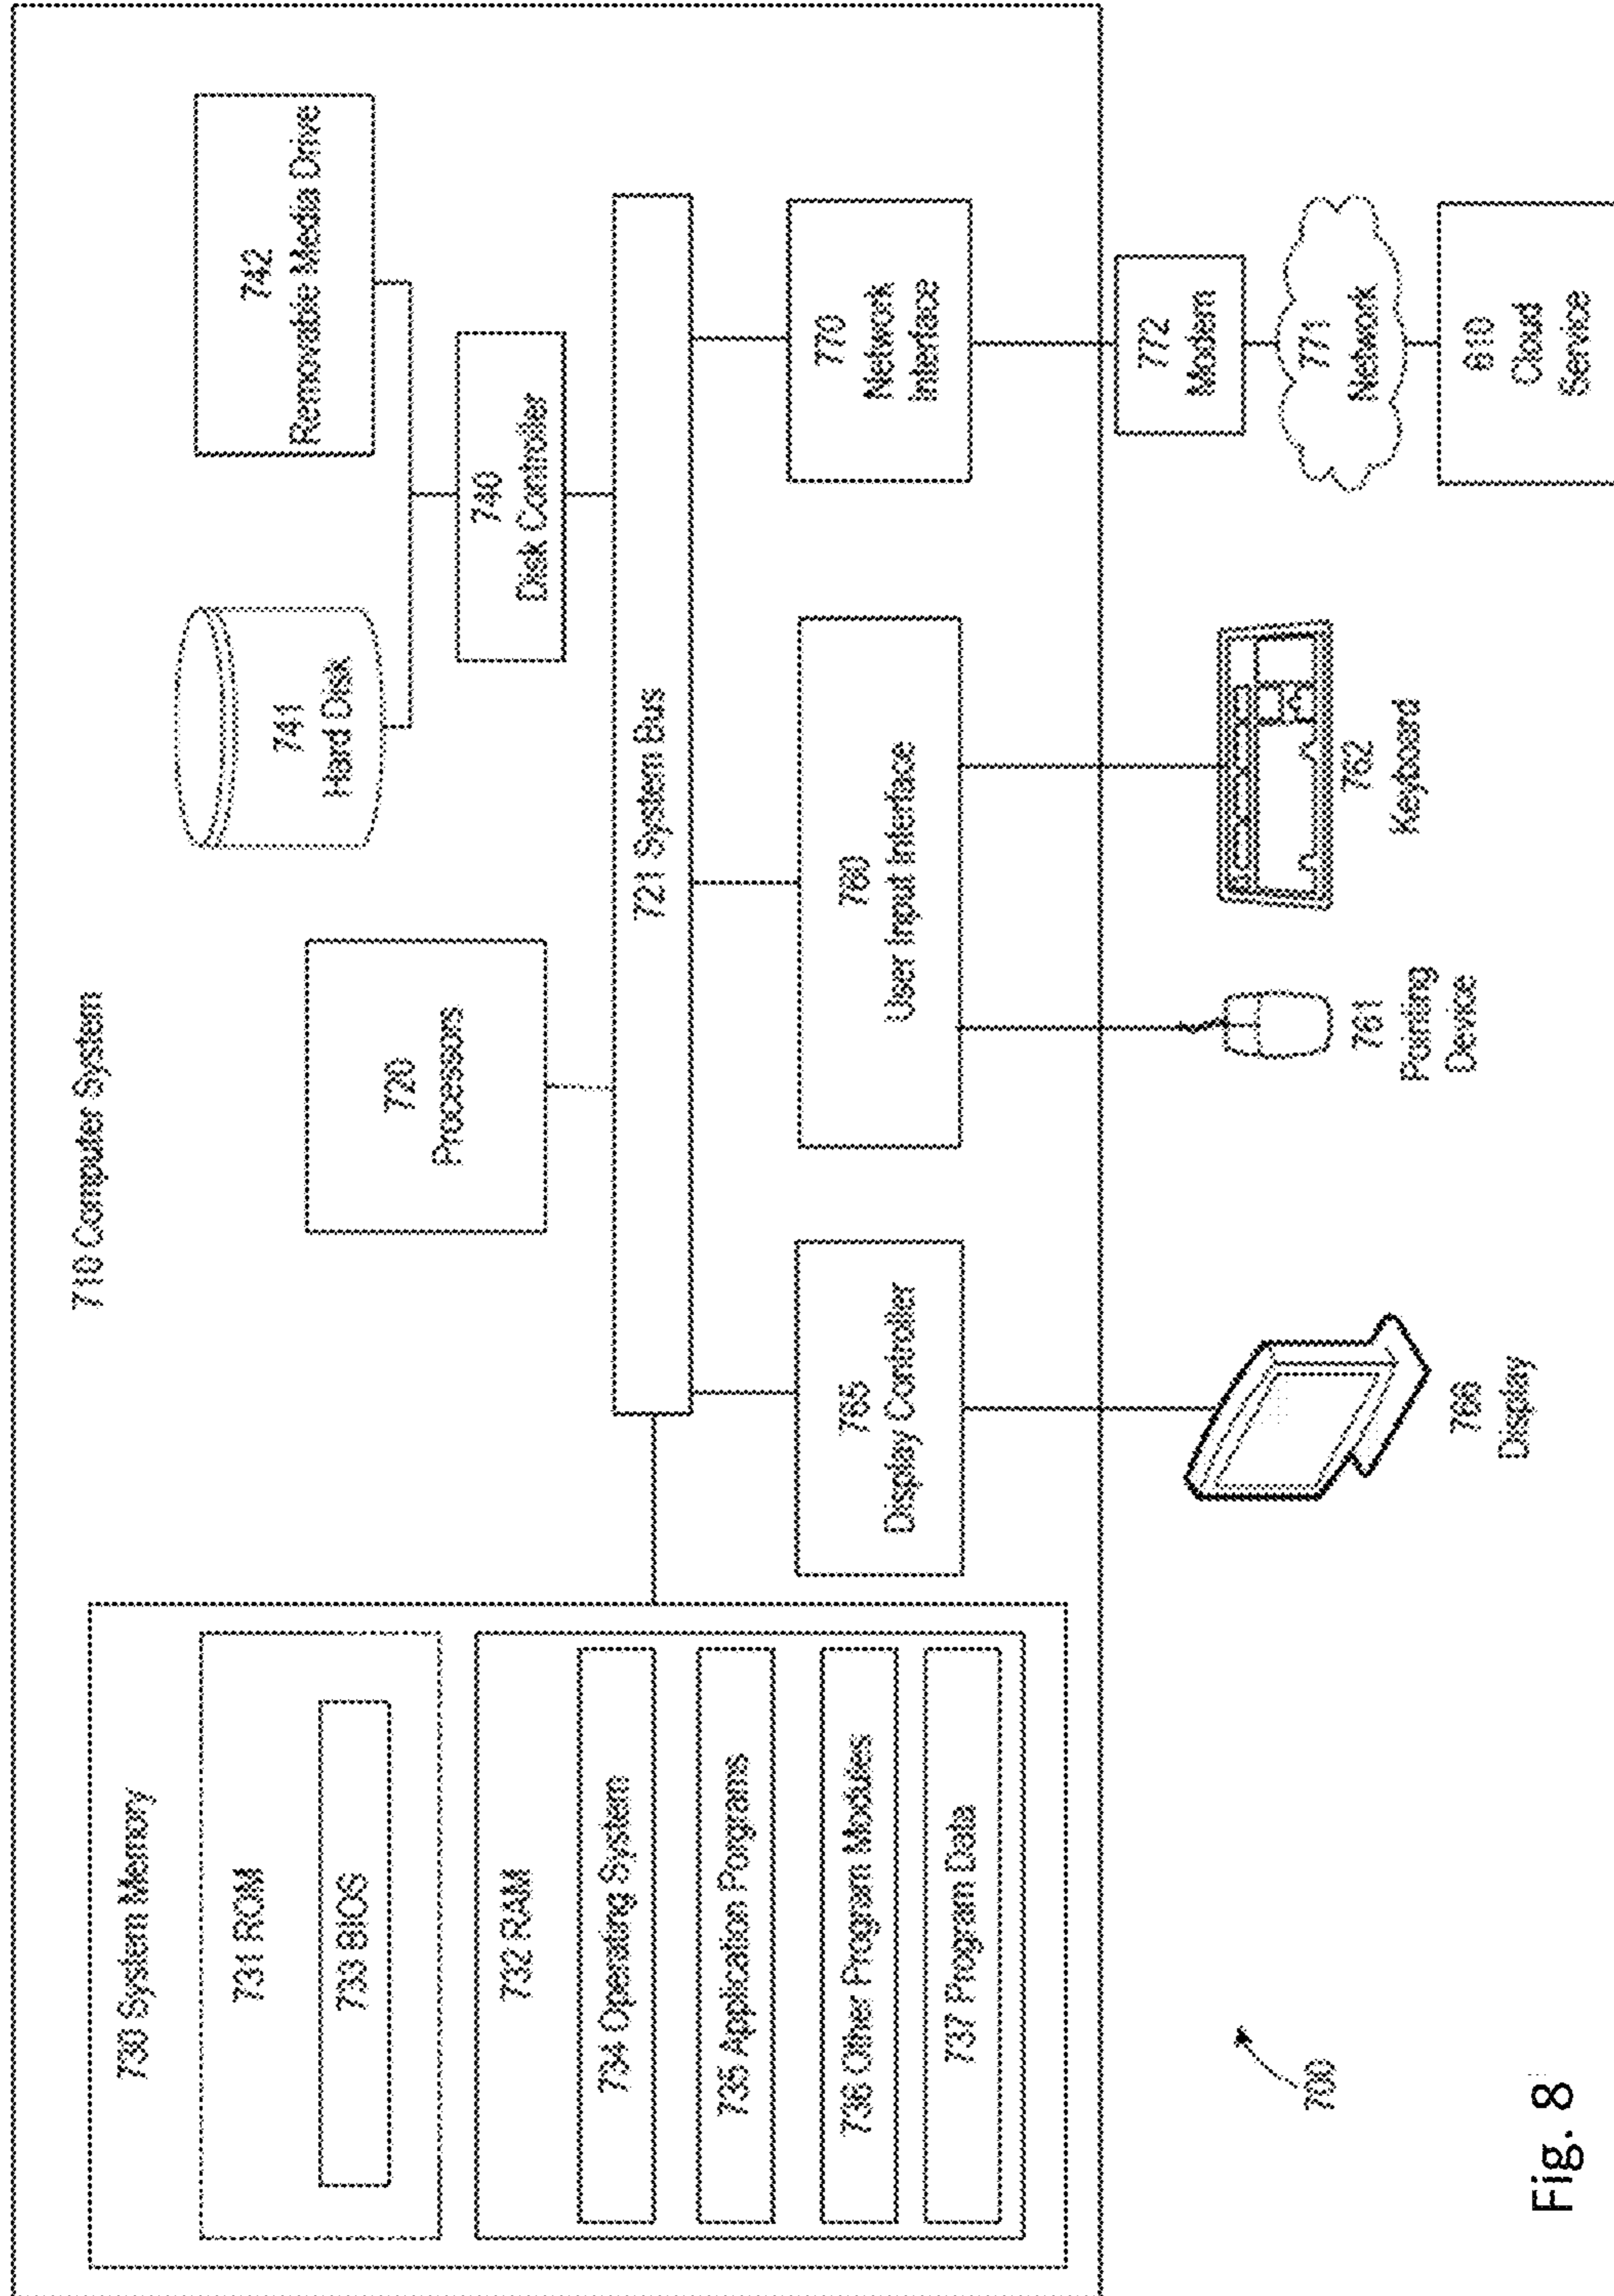 710 Computer System
730 System Memory
731 ROM
733 BIOS
732 RAM
734 Operating System
735 Application Porgrams
736 Other Program Modules
737 Program Data
720
Processors
741
Hard Disk
742
Removable Media Drive
740
Disk Controller
721 System Bus
765
Display Controller
760
User Input Interface
770
Network
Interface
772
Modem
771
Network
610
Cloud
Service
766
Display
761
Pointing
Device
762
Keyboard
700
Fig. 8